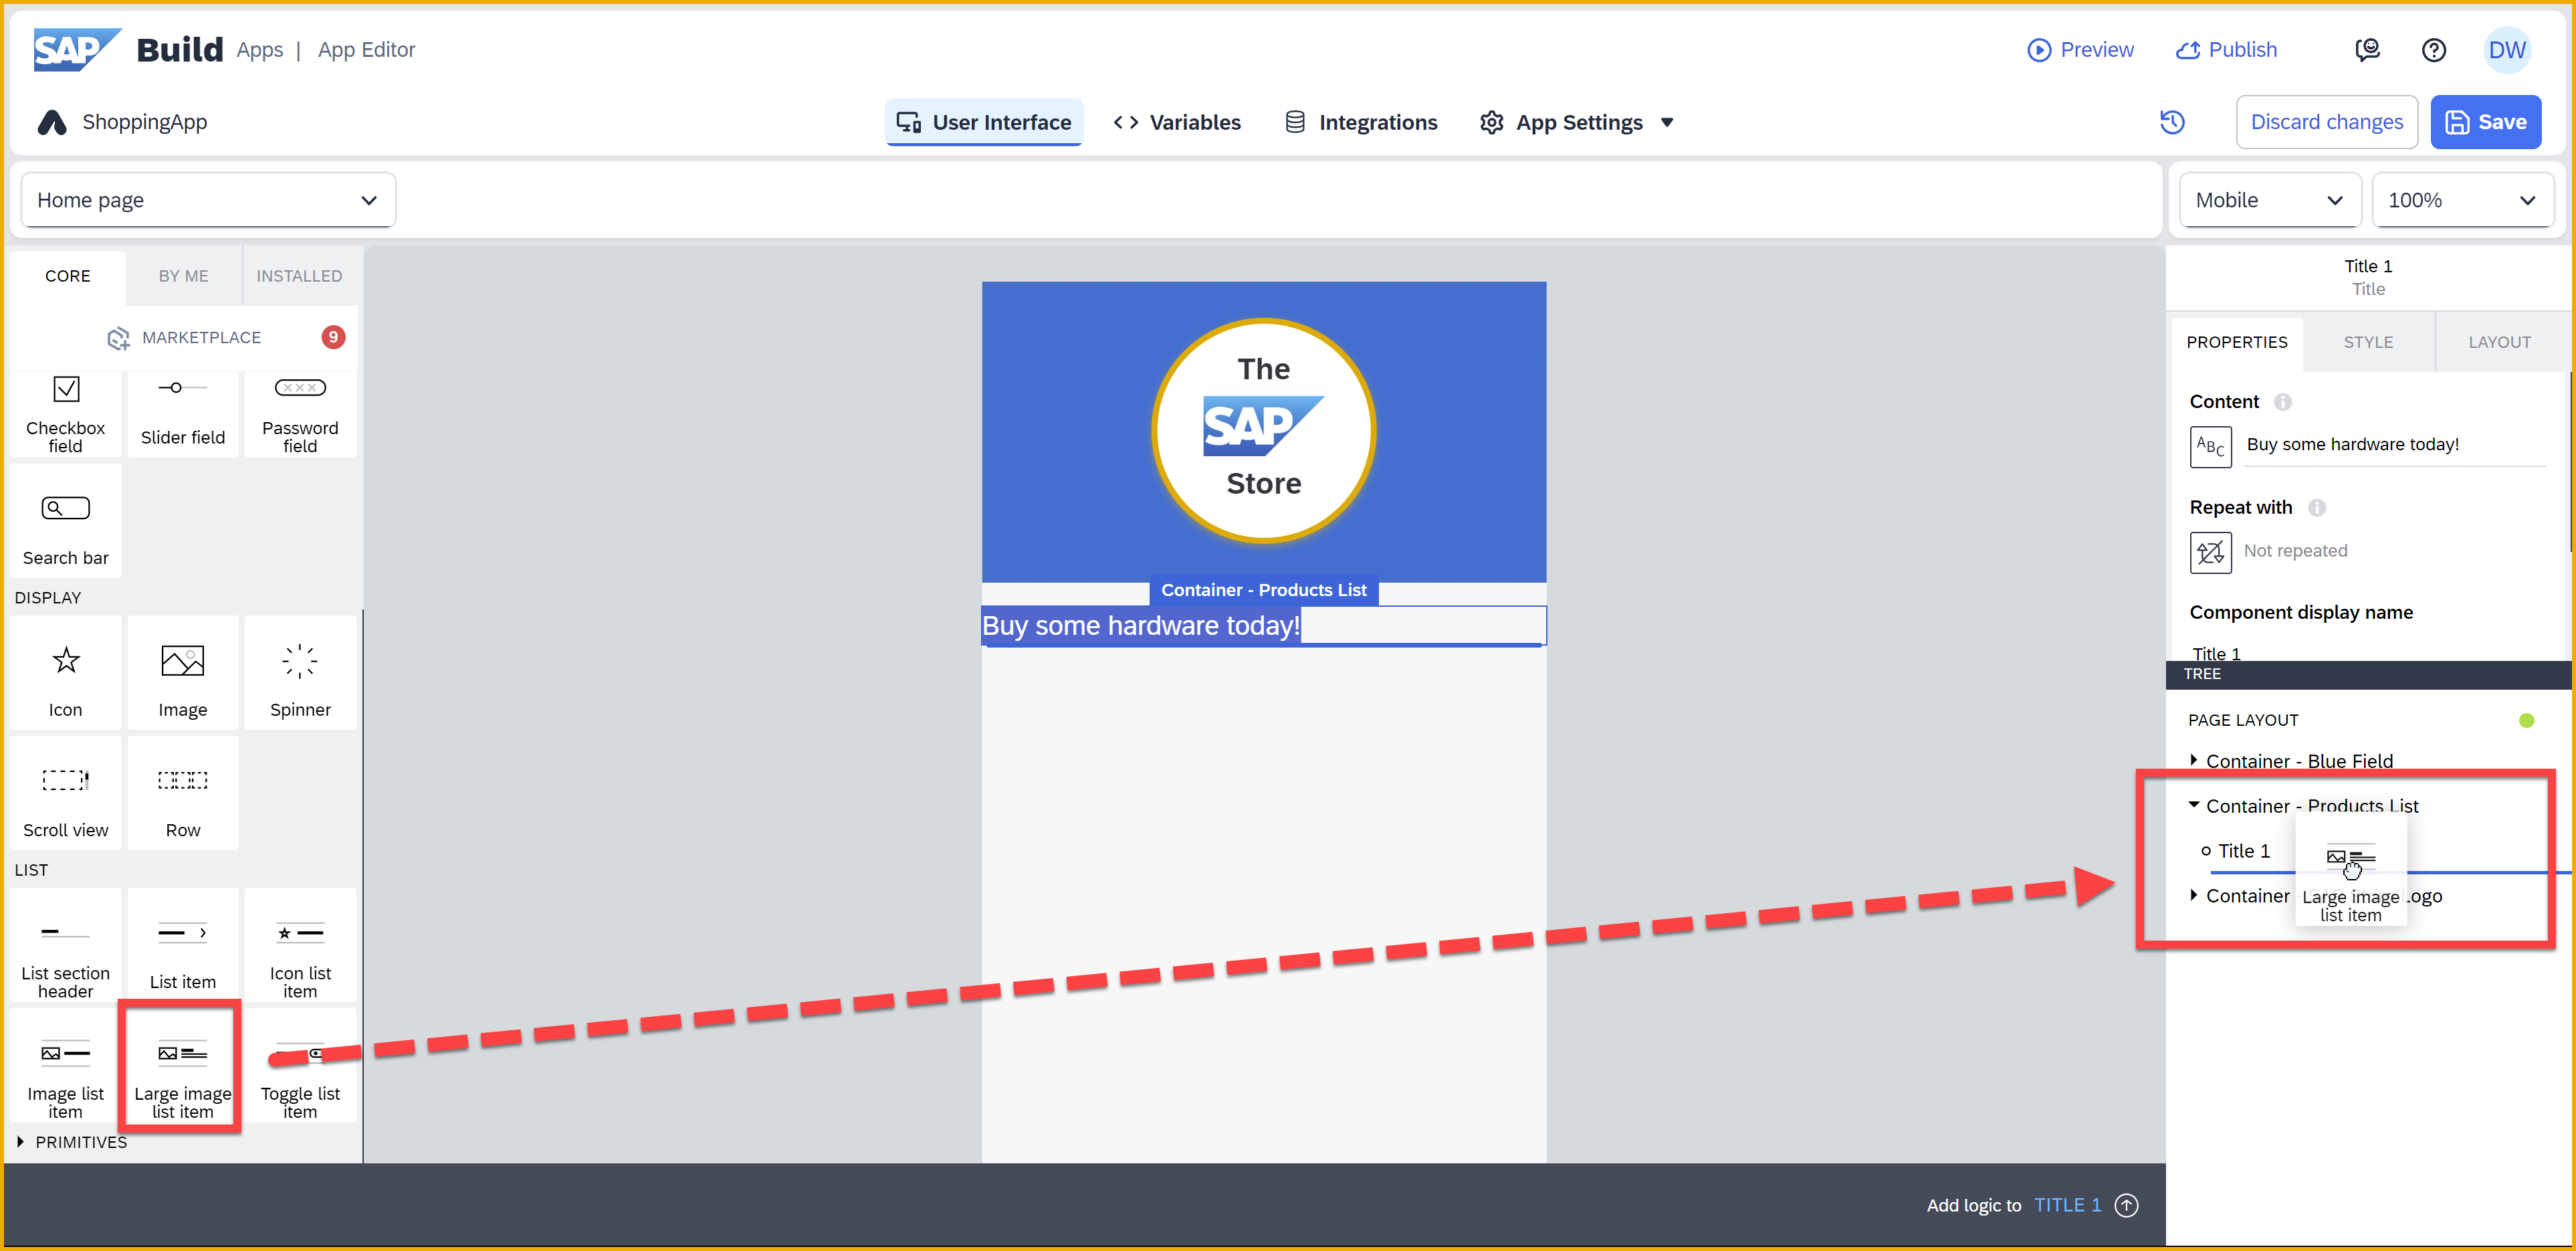 SAP Build Apps | App Editor
Preview
Publish
DW
ShoppingApp
User Interface
Variables
Integrations
App Settings
Discard changes
Save
Home page
Mobile
100%
CORE
BY ME
INSTALLED
MARKETPLACE
9
Checkbox
field
Slider field
Password
field
Search bar
DISPLAY
Icon
Image
Spinner
Scroll view
Row
LIST
List section
header
List item
Icon list
item
Image list
item
Large image
list item
Toggle list
item
PRIMITIVES
The
SAP
Store
Container - Products List
Buy some hardware today!
Add logic to TITLE 1
Title 1
Title
PROPERTIES
STYLE
LAYOUT
Content
ABC
Buy some hardware today!
Repeat with
Not repeated
Component display name
Title 1
TREE
PAGE LAYOUT
Container - Blue Field
Container - Products List
Title 1
Container - SAP Image Logo
Large image
list item